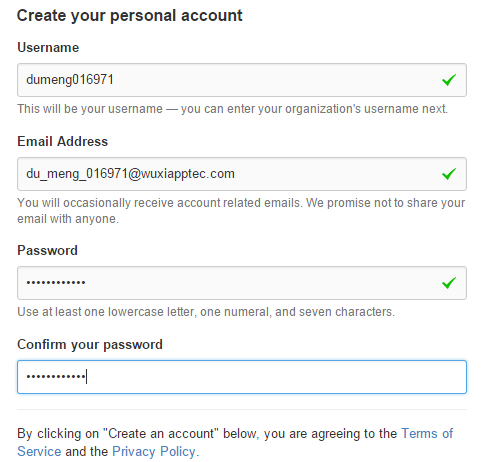 Create your personal account
Username
dumeng016971
This will be your username — you can enter your organization's username next.
Email Address
du_meng_016971@wuxiapptec.com
You will occasionally receive account related emails. We promise not to share your
email with anyone.
Password
••••••••••••
Use at least one lowercase letter, one numeral, and seven characters.
Confirm your password
••••••••••••
By clicking on "Create an account" below, you are agreeing to the Terms of
Service and the Privacy Policy.